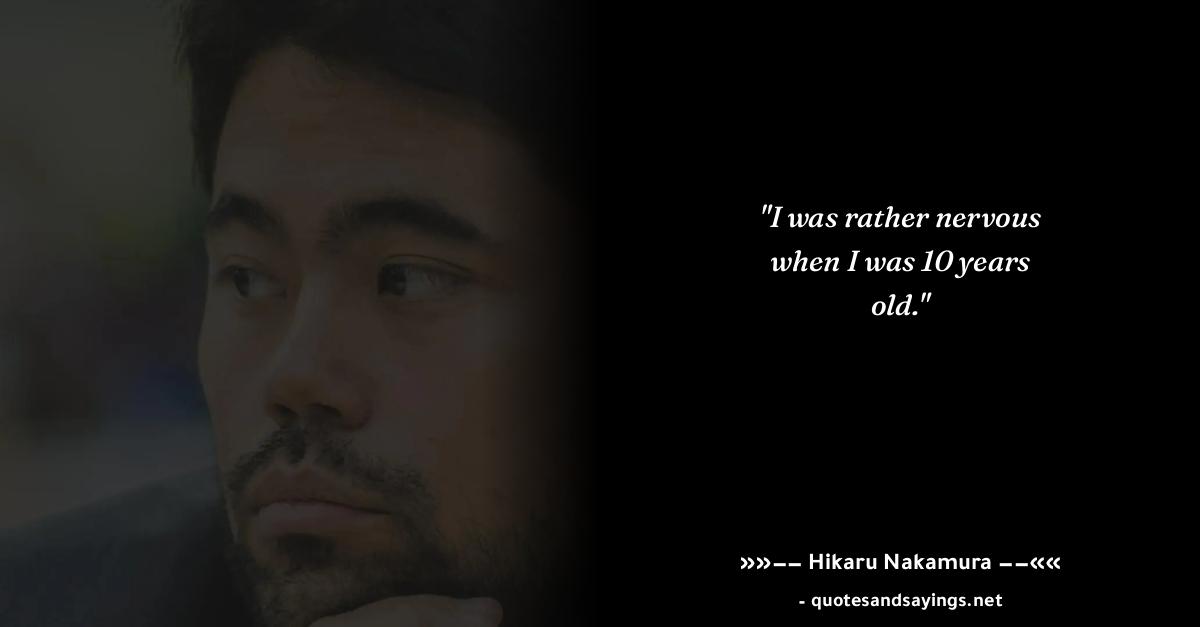 "I was rather nervous
when I was 10 years
old."
»»−− Hikaru Nakamura −−««
- quotesandsayings.net